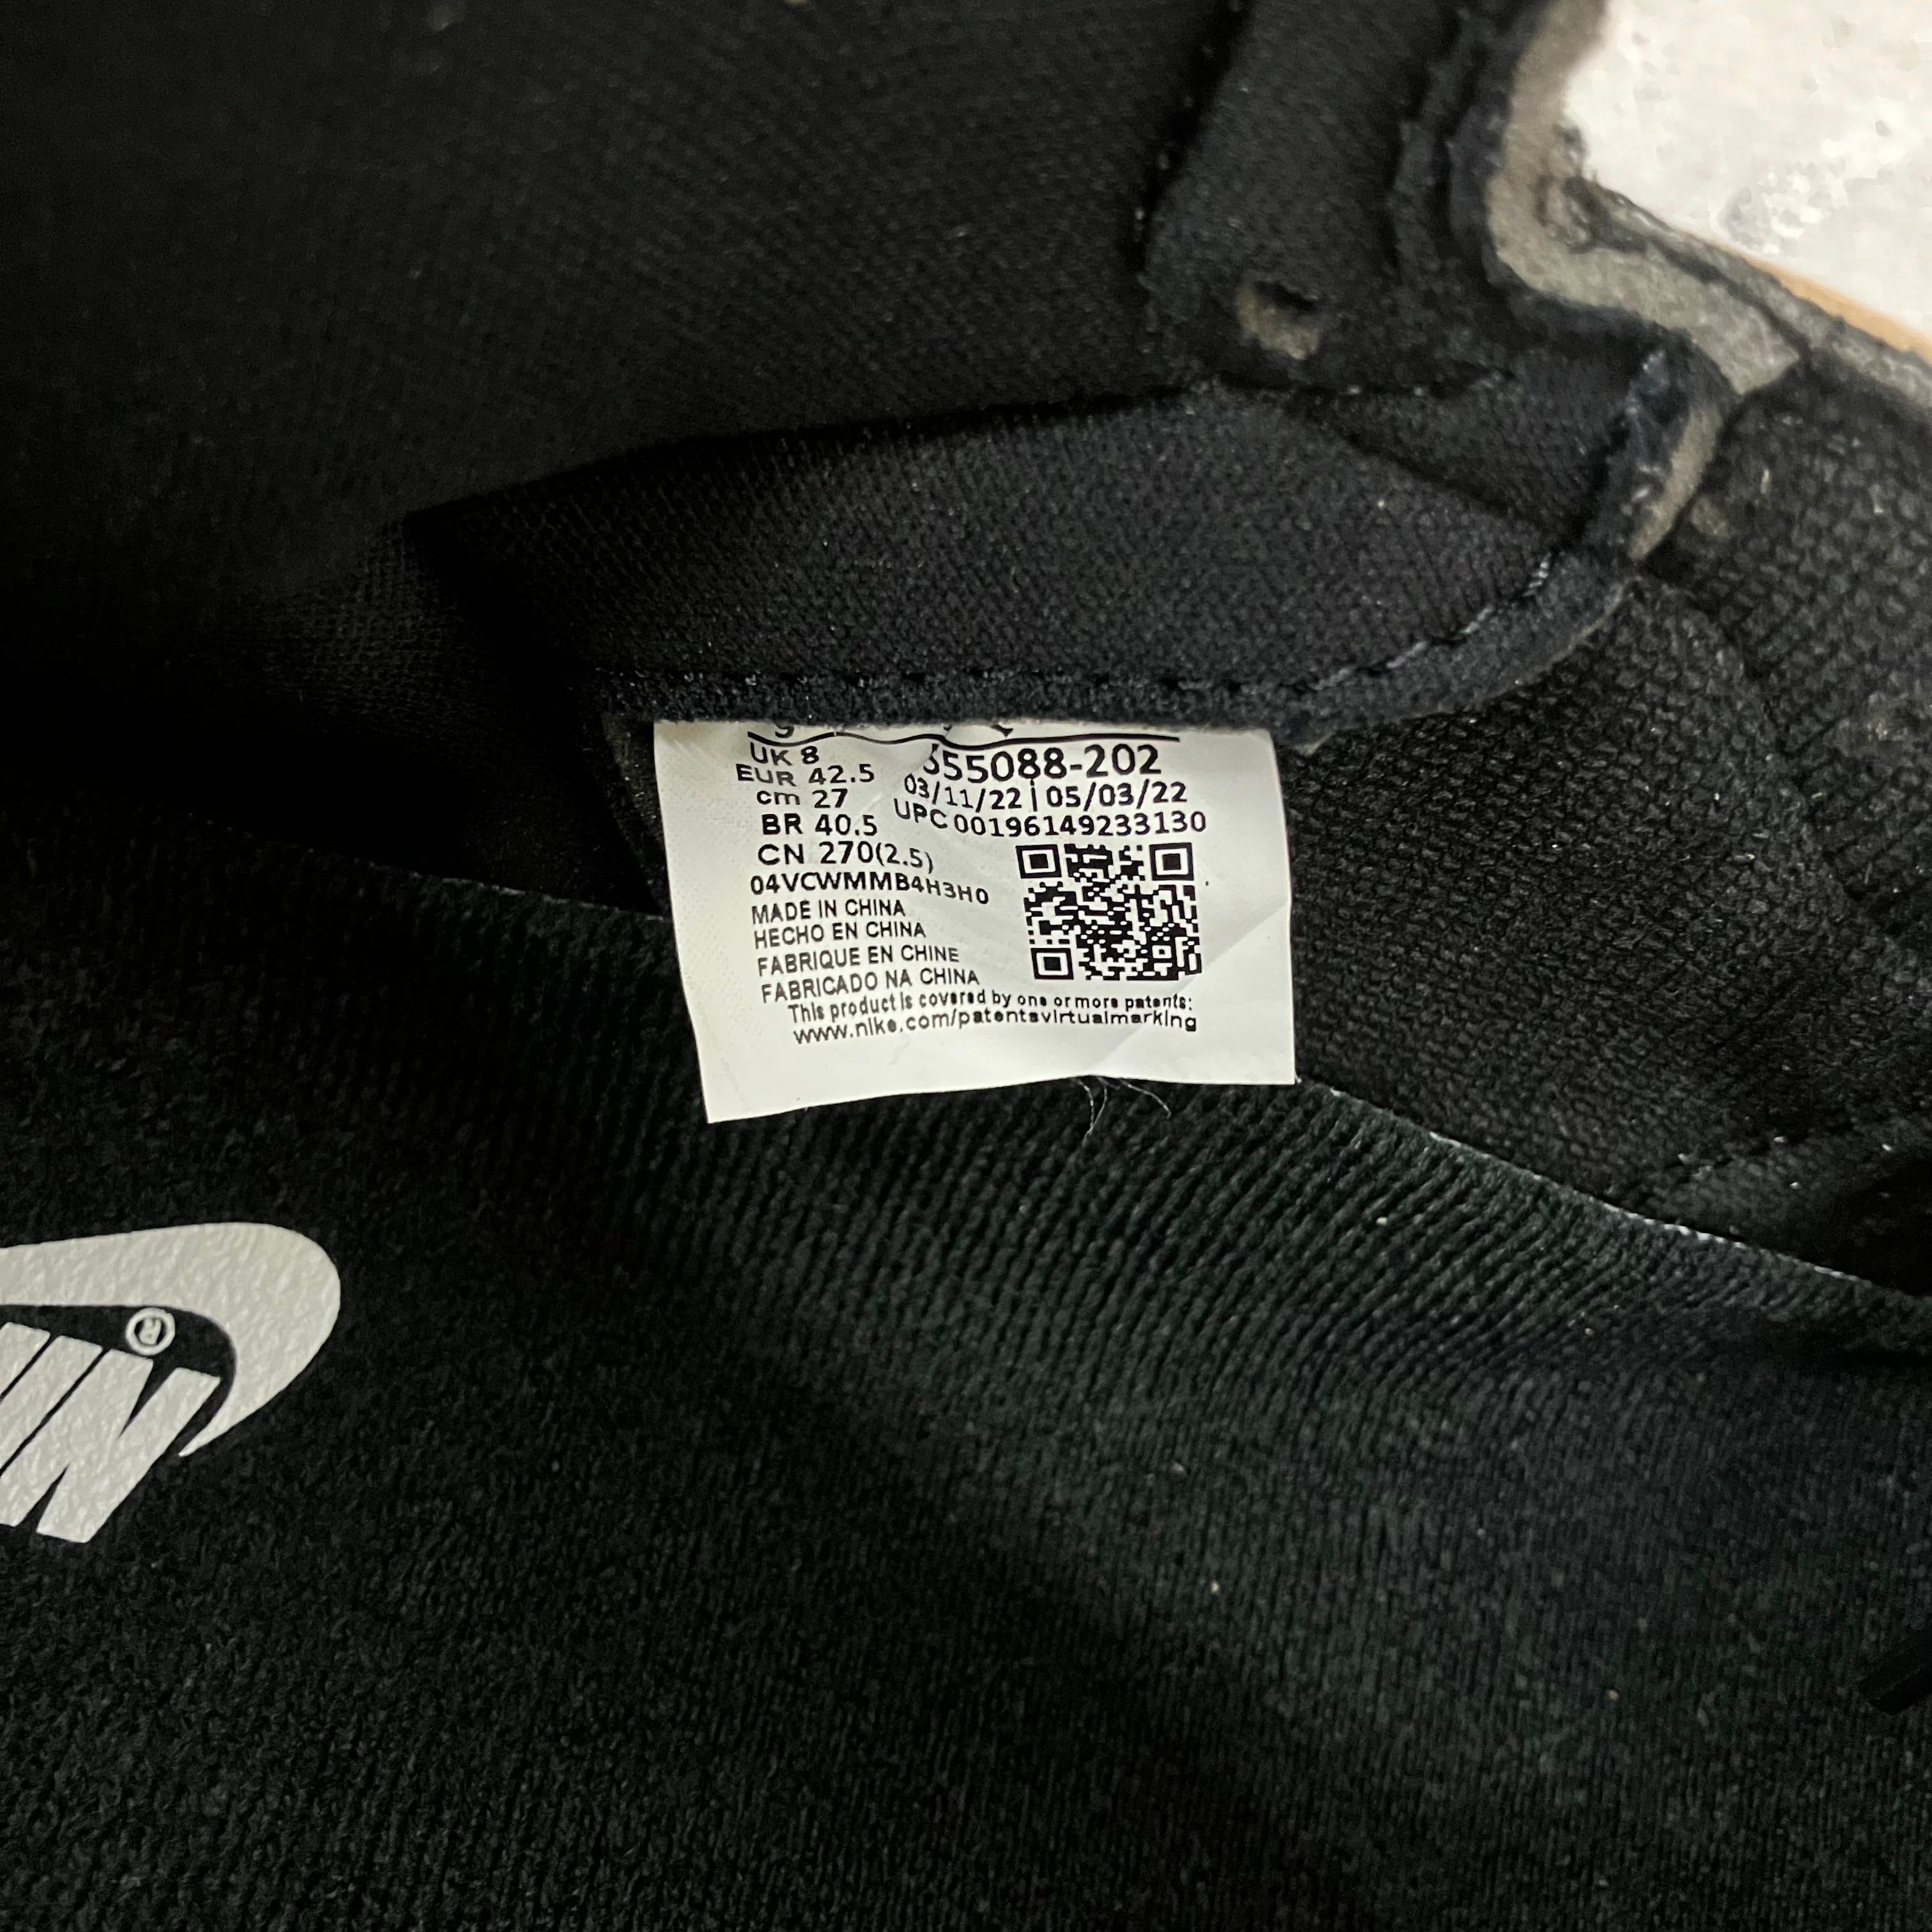 UK 8
EUR 42.5
cm 27
BR 40.5
CN 270(2.5)
555088-202
03/11/22 | 05/03/22
UPC 00196149233130
04VCWMMB4H3H0
MADE IN CHINA
HECHO EN CHINA
FABRIQUE EN CHINE
FABRICADO NA CHINA
This product is covered by one or more patents:
www.nike.com/patentsvirtualmarking